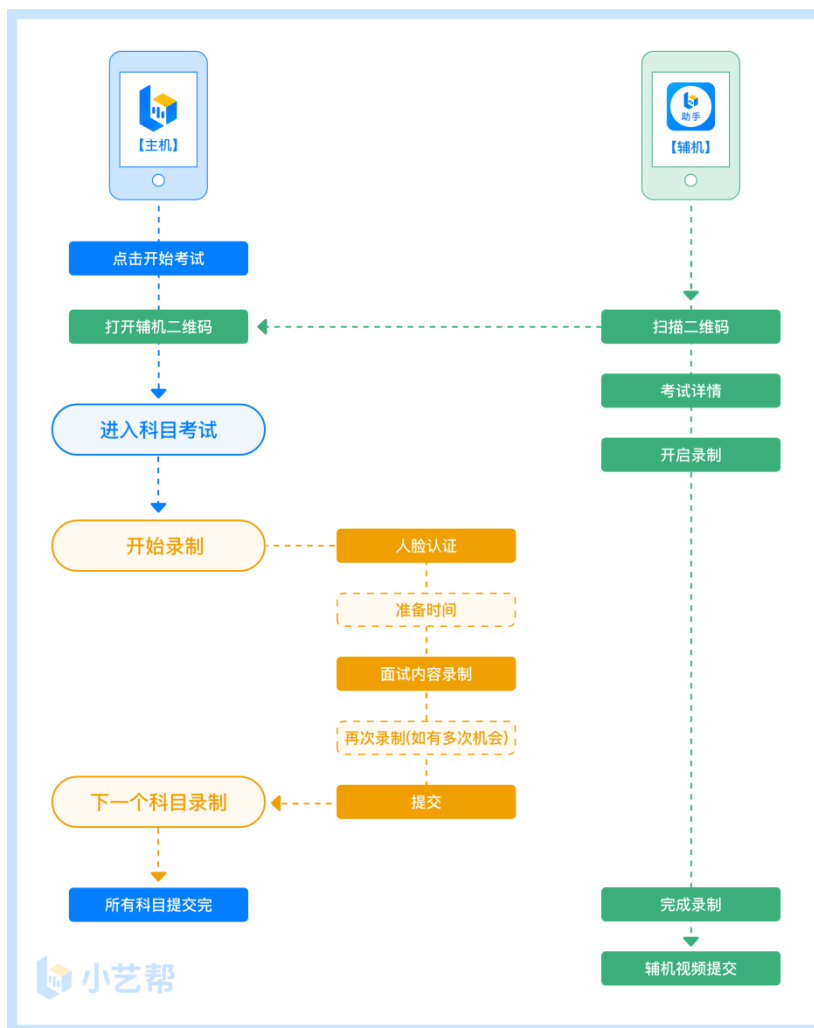 【主机】
助手
【辅机】
点击开始考试
打开辅机二维码
扫描二维码
考试详情
进入科目考试
开启录制
开始录制
人脸认证
准备时间
面试内容录制
再次录制(如有多次机会)
下一个科目录制
提交
所有科目提交完
完成录制
辅机视频提交
小艺帮